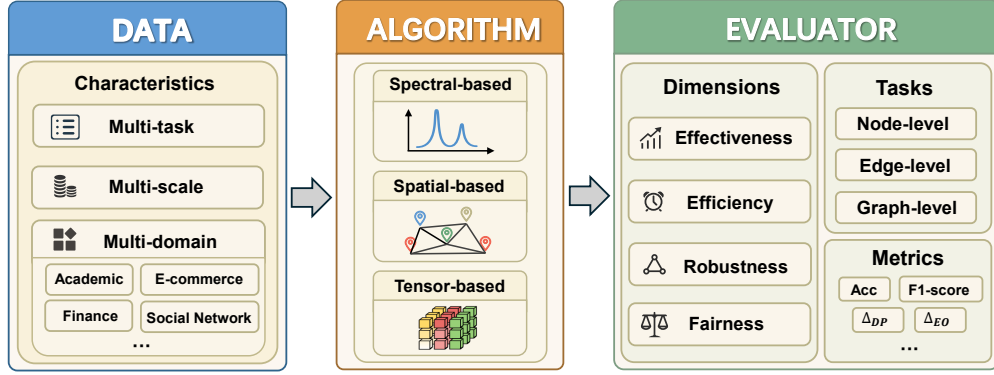 DATA
Characteristics
Multi-task
Multi-scale
Multi-domain
Academic
E-commerce
Finance
Social Network
...
ALGORITHM
Spectral-based
Spatial-based
Tensor-based
EVALUATOR
Dimensions
Effectiveness
Efficiency
Robustness
Fairness
Tasks
Node-level
Edge-level
Graph-level
Metrics
Acc
F1-score
Δ_DP
Δ_EO
...